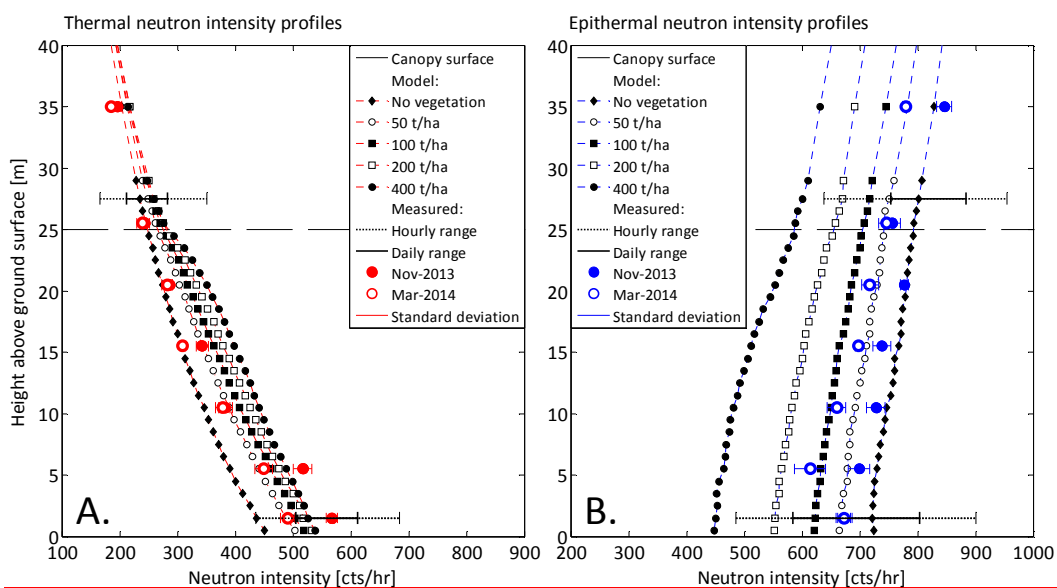 Thermal neutron intensity profiles
Epithermal neutron intensity profiles
Height above ground surface [m]
40
35
30
25
20
15
10
5
0
100 200 300 400 500 600 700 800 900
Neutron intensity [cts/hr]
A.
Canopy surface
Model:
No vegetation
50 t/ha
100 t/ha
200 t/ha
400 t/ha
Measured:
Hourly range
Daily range
Nov-2013
Mar-2014
Standard deviation
40
35
30
25
20
15
10
5
0
200 300 400 500 600 700 800 900 1000
Neutron intensity [cts/hr]
B.
Canopy surface
Model:
No vegetation
50 t/ha
100 t/ha
200 t/ha
400 t/ha
Measured:
Hourly range
Daily range
Nov-2013
Mar-2014
Standard deviation